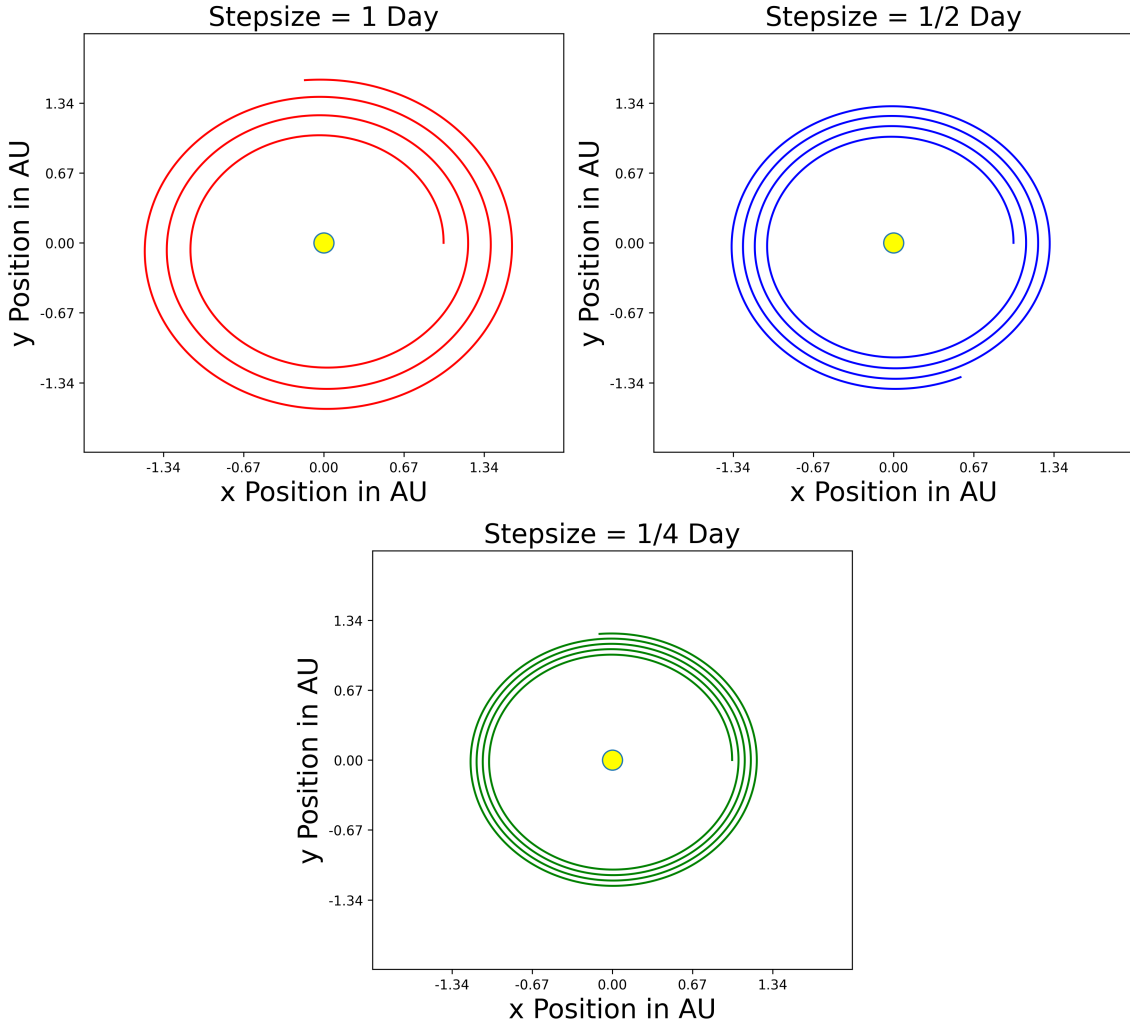 Stepsize = 1 Day
1.34
0.67
0.00
-0.67
-1.34
y Position in AU
-1.34 -0.67 0.00 0.67 1.34
x Position in AU
Stepsize = 1/2 Day
1.34
0.67
0.00
-0.67
-1.34
y Position in AU
-1.34 -0.67 0.00 0.67 1.34
x Position in AU
Stepsize = 1/4 Day
1.34
0.67
0.00
-0.67
-1.34
y Position in AU
-1.34 -0.67 0.00 0.67 1.34
x Position in AU